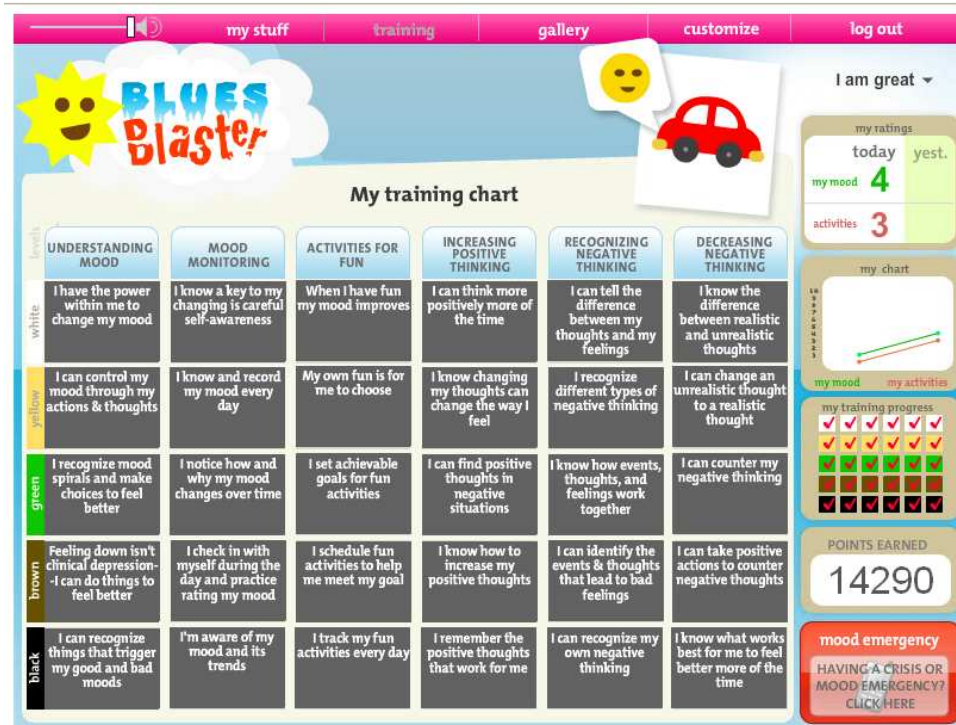 my stuff
training
gallery
customize
log out
BLUES
Blaster
I am great
My training chart
levels
UNDERSTANDING
MOOD
MOOD
MONITORING
ACTIVITIES FOR
FUN
INCREASING
POSITIVE
THINKING
RECOGNIZING
NEGATIVE
THINKING
DECREASING
NEGATIVE
THINKING
white
I have the power
within me to
change my mood
I know a key to my
changing is careful
self-awareness
When I have fun
my mood improves
I can think more
positively more of
the time
I can tell the
difference
between my
thoughts and my
feelings
I know the
difference
between realistic
and unrealistic
thoughts
yellow
I can control my
mood through my
actions & thoughts
I know and record
my mood every
day
My own fun is for
me to choose
I know changing
my thoughts can
change the way I
feel
I recognize
different types of
negative thinking
I can change an
unrealistic thought
to a realistic
thought
green
I recognize mood
spirals and make
choices to feel
better
I notice how and
why my mood
changes over time
I set achievable
goals for fun
activities
I can find positive
thoughts in
negative
situations
I know how events,
thoughts, and
feelings work
together
I can counter my
negative thinking
brown
Feeling down isn't
clinical depression-
-I can do things to
feel better
I check in with
myself during the
day and practice
rating my mood
I schedule fun
activities to help
me meet my goal
I know how to
increase my
positive thoughts
I can identify the
events & thoughts
that lead to bad
feelings
I can take positive
actions to counter
negative thoughts
black
I can recognize
things that trigger
my good and bad
moods
I'm aware of my
mood and its
trends
I track my fun
activities every day
I remember the
positive thoughts
that work for me
I can recognize my
own negative
thinking
I know what works
best for me to feel
better more of the
time
my ratings
today yest.
my mood 4
activities 3
my chart
10
9
8
7
6
5
4
3
2
1
my mood my activities
my training progress
POINTS EARNED
14290
mood emergency
HAVING A CRISIS OR
MOOD EMERGENCY?
CLICK HERE